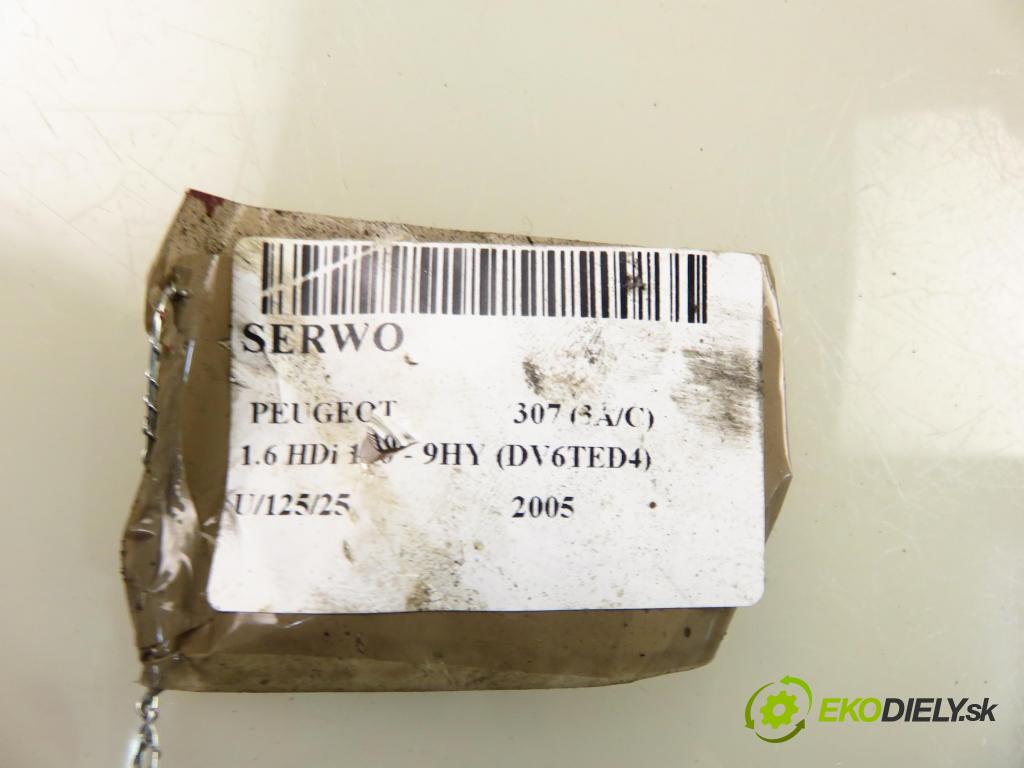 SERWO
PEUGEOT 307 (3A/C)
1.6 HDi - 9HY (DV6TED4)
U/125/25 2005
EKODIELY.sk